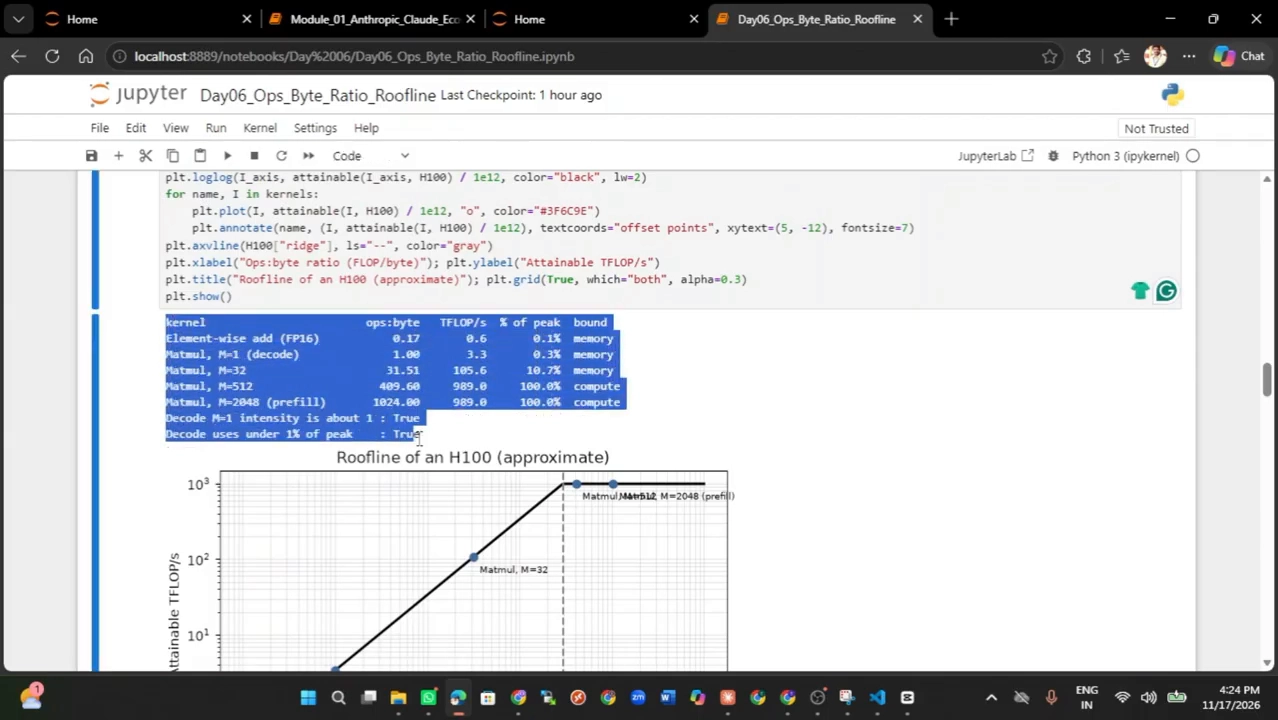 Home
Module_01_Anthropic_Claude_Eco
Home
Day06_Ops_Byte_Ratio_Roofline
localhost:8889/notebooks/Day%2006/Day06_Ops_Byte_Ratio_Roofline.ipynb
Chat
jupyter Day06_Ops_Byte_Ratio_Roofline Last Checkpoint: 1 hour ago
File Edit View Run Kernel Settings Help
Not Trusted
Code
JupyterLab
Python 3 (ipykernel)
plt.loglog(I_axis, attainable(I_axis, H100) / 1e12, color="black", lw=2)
for name, I in kernels:
    plt.plot(I, attainable(I, H100) / 1e12, "o", color="#3F6C9E")
    plt.annotate(name, (I, attainable(I, H100) / 1e12), textcoords="offset points", xytext=(5, -12), fontsize=7)
plt.axvline(H100["ridge"], ls="--", color="gray")
plt.xlabel("Ops:byte ratio (FLOP/byte)"); plt.ylabel("Attainable TFLOP/s")
plt.title("Roofline of an H100 (approximate)"); plt.grid(True, which="both", alpha=0.3)
plt.show()
kernel ops:byte TFLOP/s % of peak bound
Element-wise add (FP16) 0.17 0.6 0.1% memory
Matmul, M=1 (decode) 1.00 3.3 0.3% memory
Matmul, M=32 31.51 105.6 10.7% memory
Matmul, M=512 409.60 989.0 100.0% compute
Matmul, M=2048 (prefill) 1024.00 989.0 100.0% compute
Decode M=1 intensity is about 1 : True
Decode uses under 1% of peak : True
Roofline of an H100 (approximate)
10³
Matmul, M=512
Matmul, M=2048 (prefill)
10²
Matmul, M=32
10¹
Attainable TFLOP/s
1
ENG
IN
4:24 PM
11/17/2026